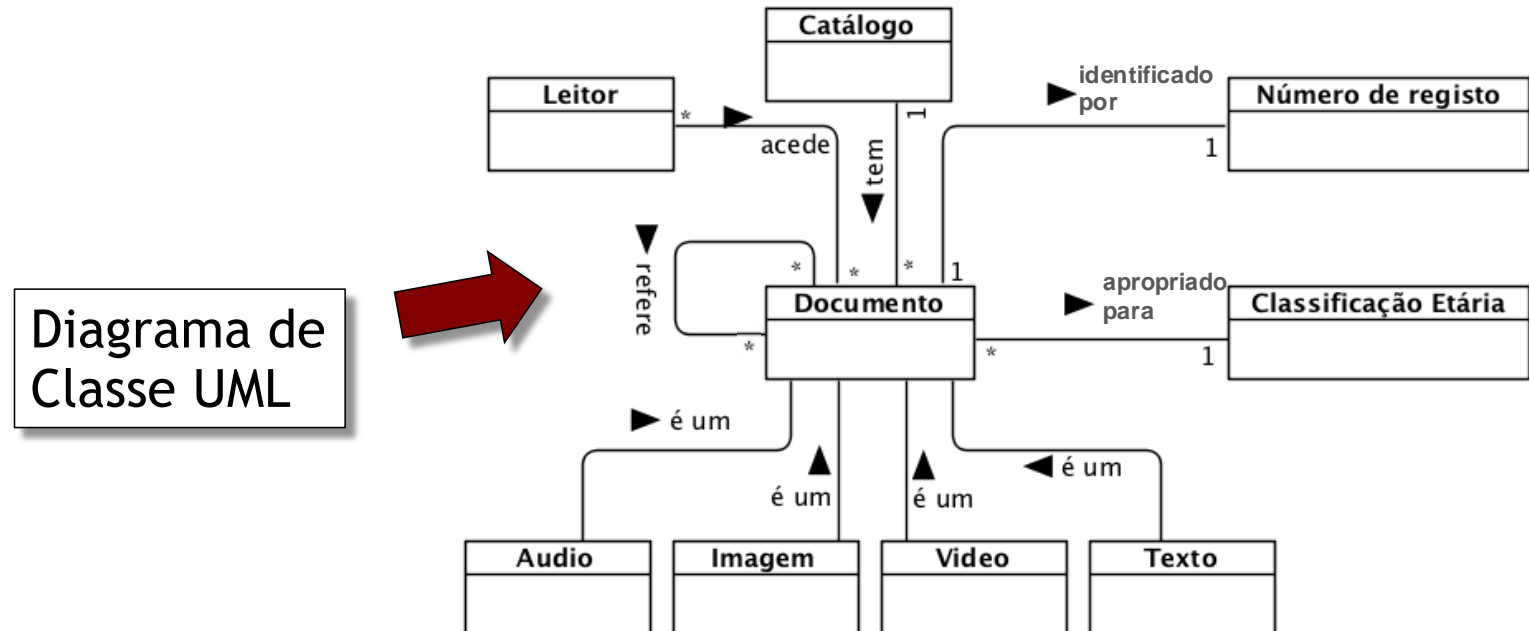 Catálogo
identificado
por
Leitor
Número de registo
*
1
acede
tem
1
refere
*
*
*
1
apropriado
para
Documento
Classificação Etária
*
*
1
Diagrama de
Classe UML
é um
é um
é um
é um
Audio
Imagem
Video
Texto